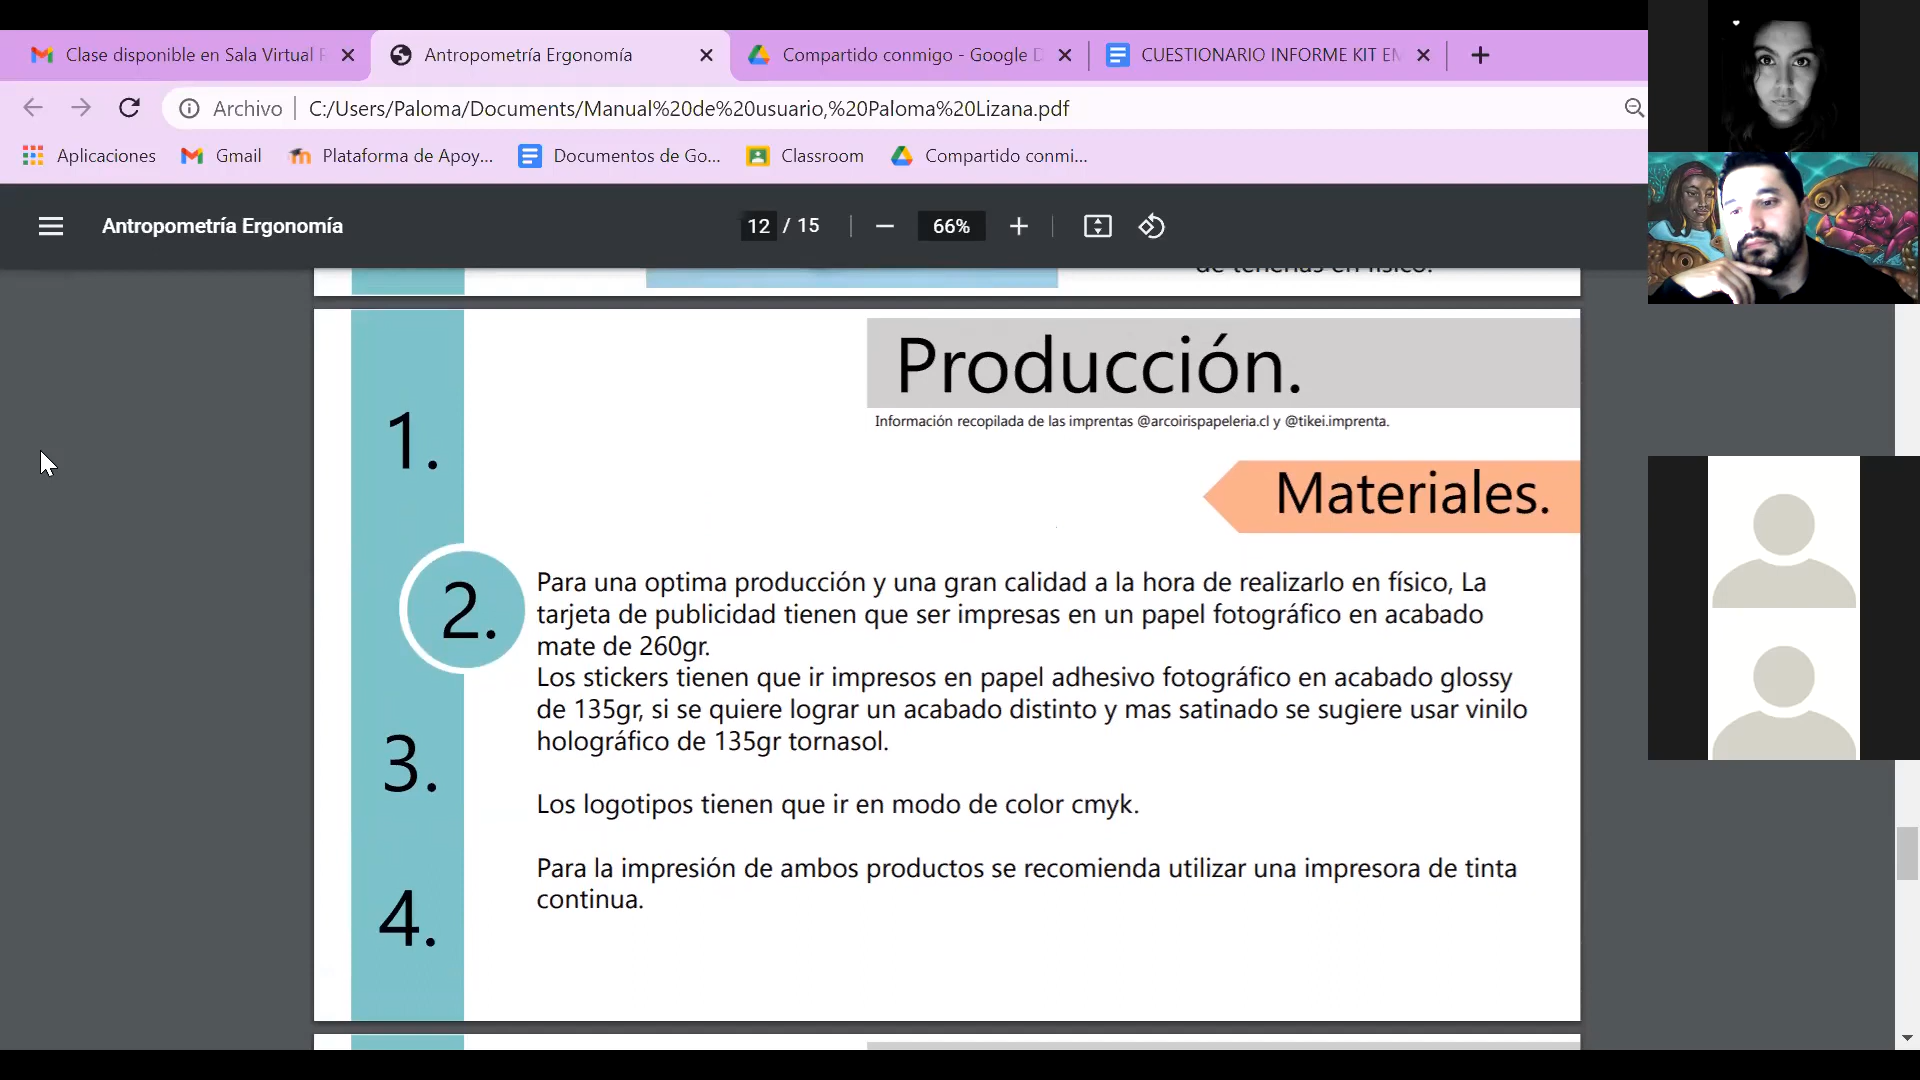 Clase disponible en Sala Virtual
Antropometría Ergonomía
Compartido conmigo - Google
CUESTIONARIO INFORME KIT
Archivo
C:/Users/Paloma/Documents/Manual%20de%20usuario,%20Paloma%20Lizana.pdf
Aplicaciones
Gmail
Plataforma de Apoy...
Documentos de Go...
Classroom
Compartido conmi...
Antropometría Ergonomía
12 / 15
66%
de tenerlas en físico.
Producción.
Información recopilada de las imprentas @arcoirispapeleria.cl y @tikei.imprenta.
Materiales.
1.
2.
3.
4.
Para una optima producción y una gran calidad a la hora de realizarlo en físico, La
tarjeta de publicidad tienen que ser impresas en un papel fotográfico en acabado
mate de 260gr.
Los stickers tienen que ir impresos en papel adhesivo fotográfico en acabado glossy
de 135gr, si se quiere lograr un acabado distinto y mas satinado se sugiere usar vinilo
holográfico de 135gr tornasol.
Los logotipos tienen que ir en modo de color cmyk.
Para la impresión de ambos productos se recomienda utilizar una impresora de tinta
continua.